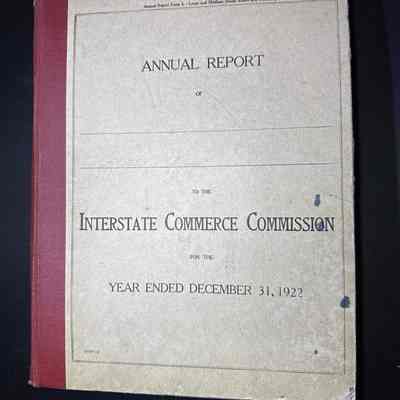 ANNUAL REPORT
OF
TO THE
INTERSTATE COMMERCE COMMISSION
FOR THE
YEAR ENDED DECEMBER 31, 1922